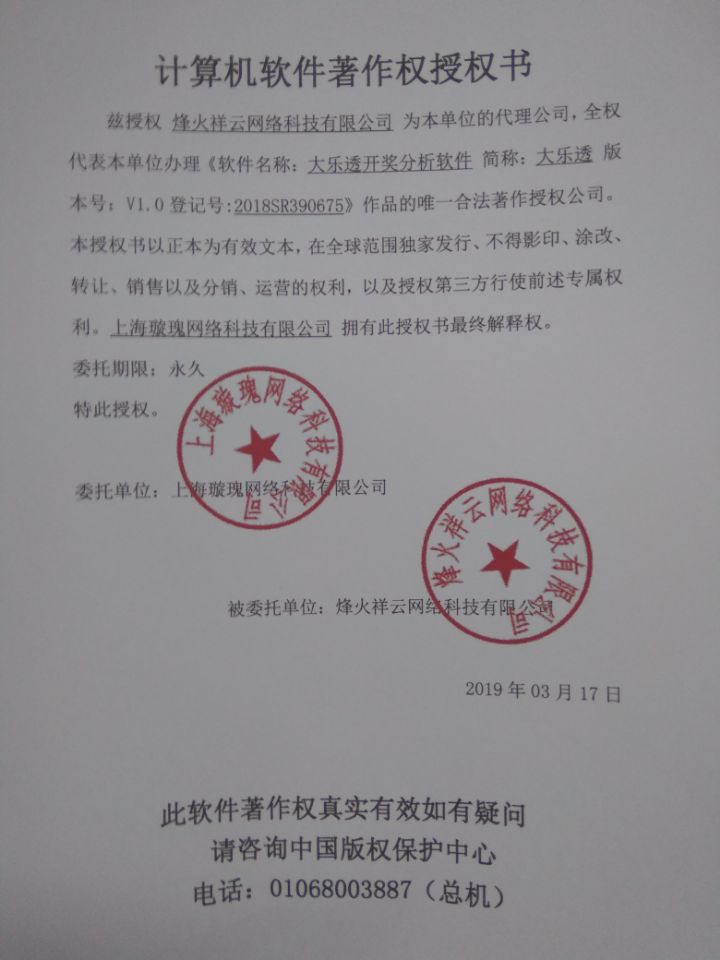 计算机软件著作权授权书
兹授权 烽火祥云网络科技有限公司 为本单位的代理公司，全权
代表本单位办理《软件名称：大乐透开奖分析软件 简称：大乐透 版
本号：V1.0 登记号:2018SR390675》作品的唯一合法著作授权公司。
本授权书以正本为有效文本，在全球范围独家发行、不得影印、涂改、
转让、销售以及分销、运营的权利，以及授权第三方行使前述专属权
利。上海璇瑰网络科技有限公司 拥有此授权书最终解释权。
委托期限：永久
特此授权。
上海璇瑰网络科技有限公司
委托单位：上海璇瑰网络科技有限公司
烽火祥云网络科技有限公司
被委托单位：烽火祥云网络科技有限公司
2019 年 03 月 17 日
此软件著作权真实有效如有疑问
请咨询中国版权保护中心
电话：01068003887（总机）